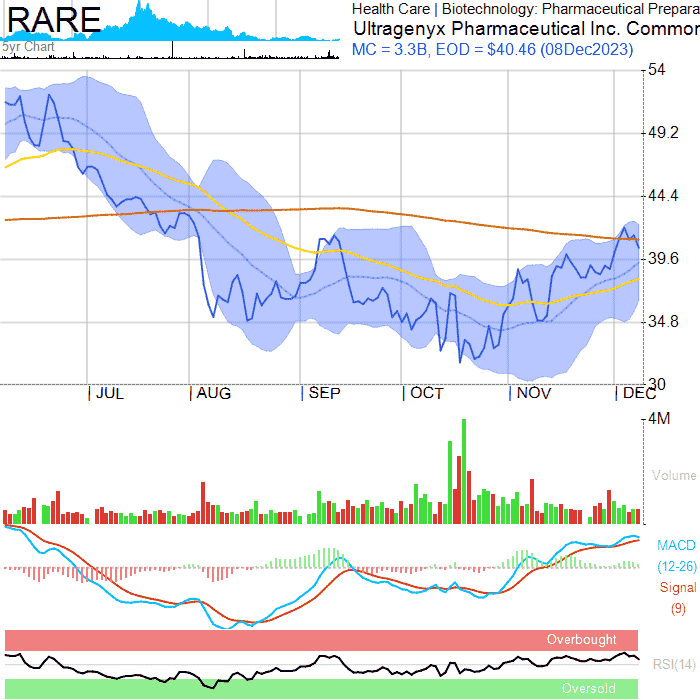 RARE
5yr Chart
Health Care | Biotechnology: Pharmaceutical Prepara
Ultragenyx Pharmaceutical Inc. Common
MC = 3.3B, EOD = $40.46 (08Dec2023)
54
49.2
44.4
39.6
34.8
30
JUL AUG SEP OCT NOV DEC
4M
Volume
MACD
(12-26)
Signal
(9)
Overbought
RSI(14)
Oversold